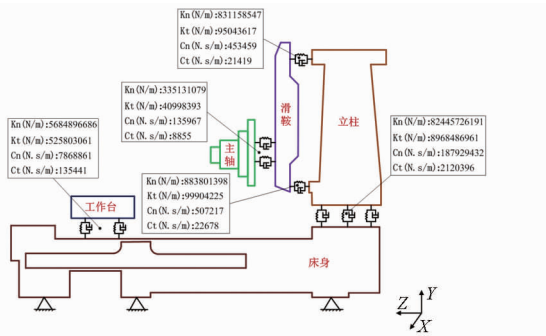 Kn(N/m):831158547
Kt(N/m):95043617
Cn(N.s/m):453459
Ct(N.s/m):21419
Kn(N/m):335131079
Kt(N/m):40998393
Cn(N.s/m):135967
Ct(N.s/m):8855
滑鞍
立柱
Kn(N/m):82445726191
Kt(N/m):8968486961
Cn(N.s/m):187929432
Ct(N.s/m):2120396
Kn(N/m):5684896686
Kt(N/m):525803061
Cn(N.s/m):7868861
Ct(N.s/m):135441
主轴
Kn(N/m):883801398
Kt(N/m):99904225
Cn(N.s/m):507217
Ct(N.s/m):22678
工作台
床身
Y
Z
X